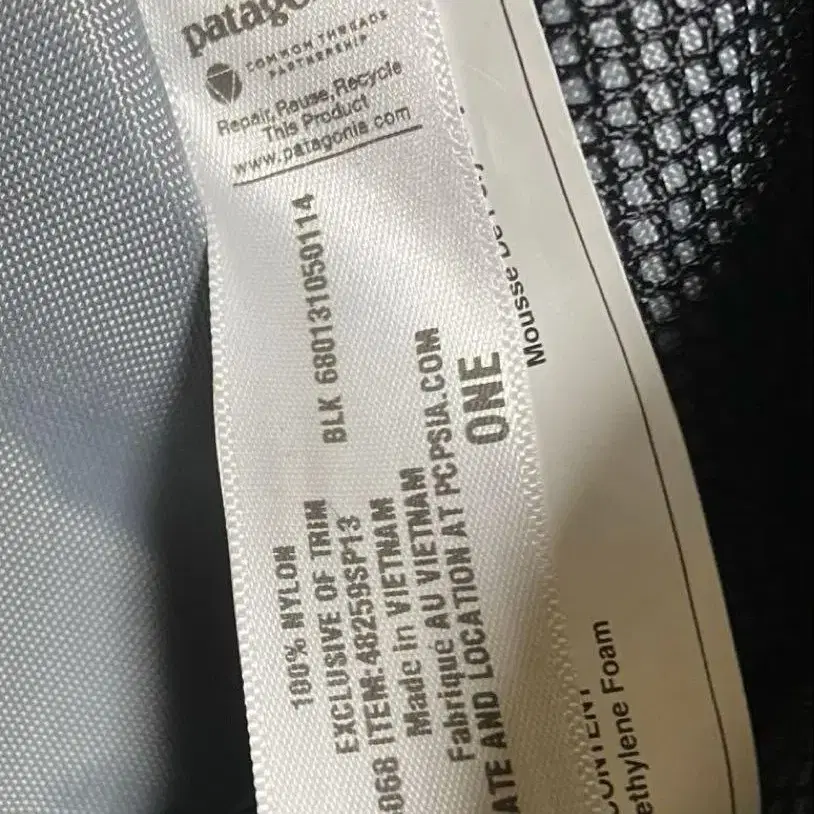 COMMON THREADS
PARTNERSHIP
Repair, Reuse, Recycle
This Product
www.patagonia.com
100% NYLON
EXCLUSIVE OF TRIM BLK 680131050114
068 ITEM:48259SP13
Made in VIETNAM
Fabrique AU VIETNAM
ATE AND LOCATION AT PCPSIA.COM
ONE
Mousse
ethylene Foam